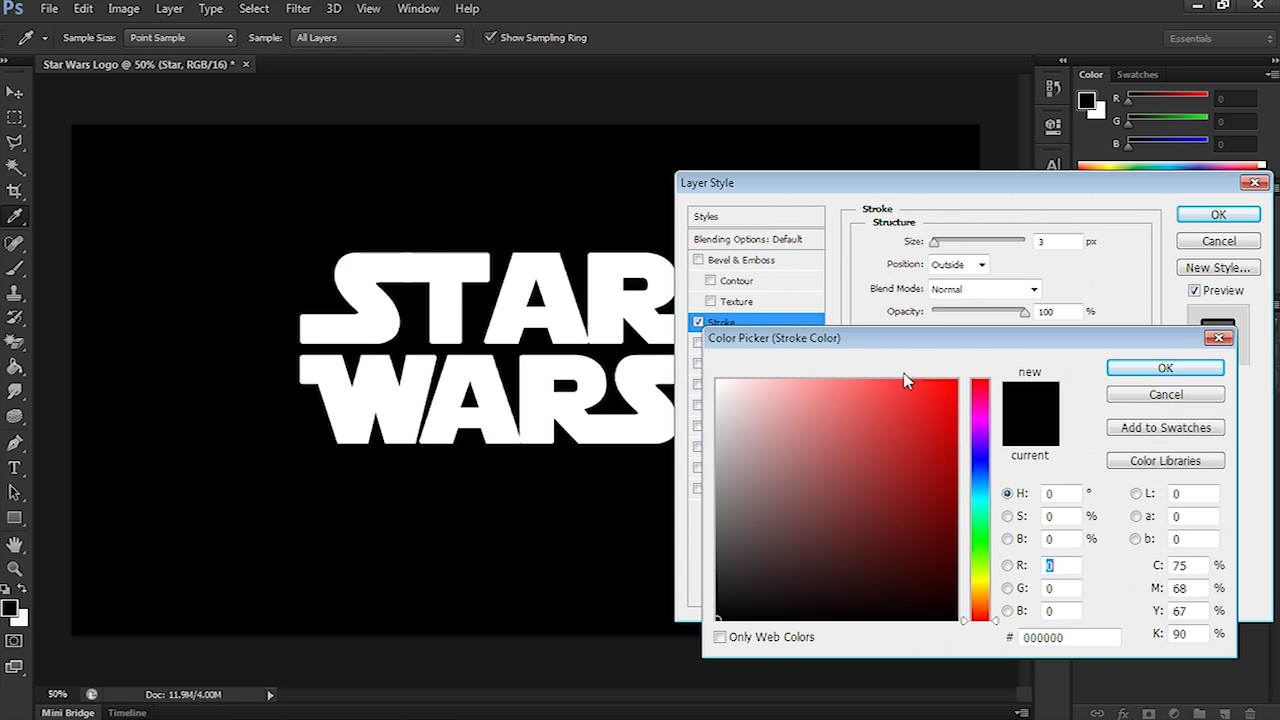 Ps File Edit Image Layer Type Select Filter 3D View Window Help
Sample Size: Point Sample Sample: All Layers Show Sampling Ring Essentials
Star Wars Logo @ 50% (Star, RGB/16) * ×
Color Swatches
R 0
G 0
B 0
STAR
WARS
Layer Style
Styles
Blending Options: Default
Bevel & Emboss
Contour
Texture
Stroke
Stroke
Structure
Size: 3 px
Position: Outside
Blend Mode: Normal
Opacity: 100 %
OK
Cancel
New Style...
Preview
Color Picker (Stroke Color)
new
current
OK
Cancel
Add to Swatches
Color Libraries
H: 0 ° L: 0
S: 0 % a: 0
B: 0 % b: 0
R: 0 C: 75 %
G: 0 M: 68 %
B: 0 Y: 67 %
# 000000 K: 90 %
Only Web Colors
50% Doc: 11.9M/4.00M
Mini Bridge Timeline